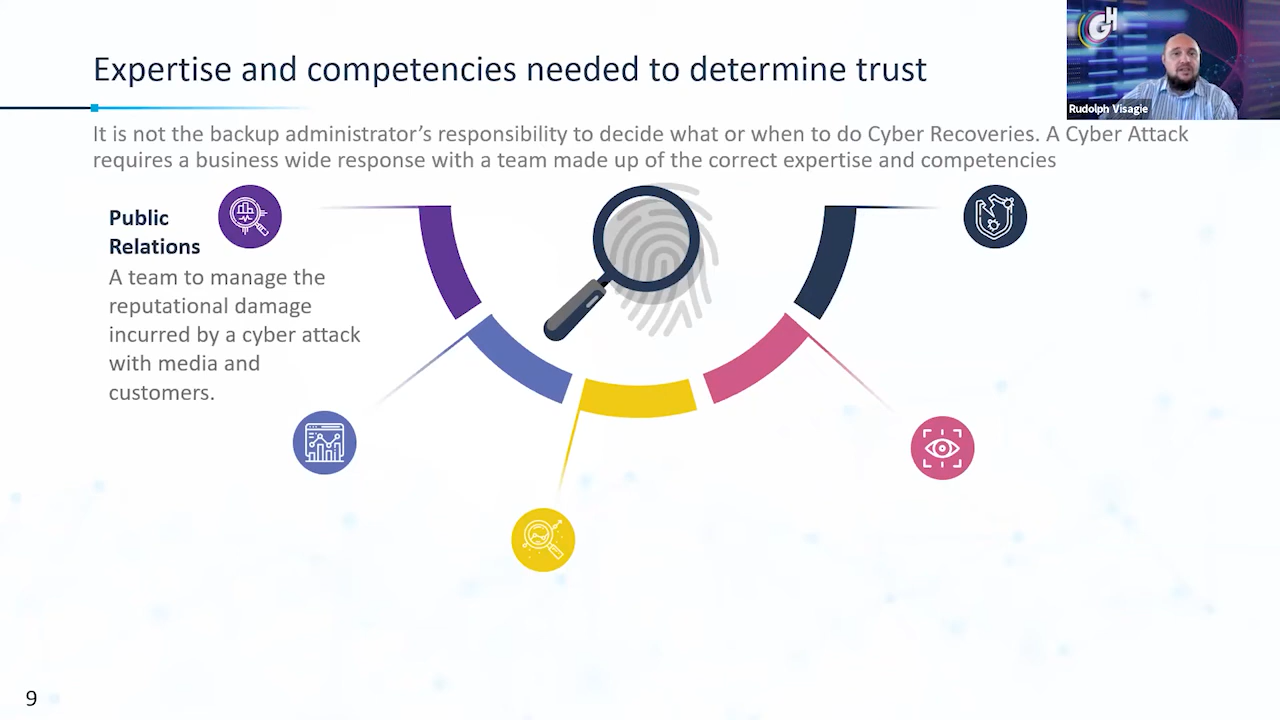 Expertise and competencies needed to determine trust
GH
Rudolph Visagie
It is not the backup administrator’s responsibility to decide what or when to do Cyber Recoveries. A Cyber Attack
requires a business wide response with a team made up of the correct expertise and competencies
Public
Relations
A team to manage the
reputational damage
incurred by a cyber attack
with media and
customers.
9